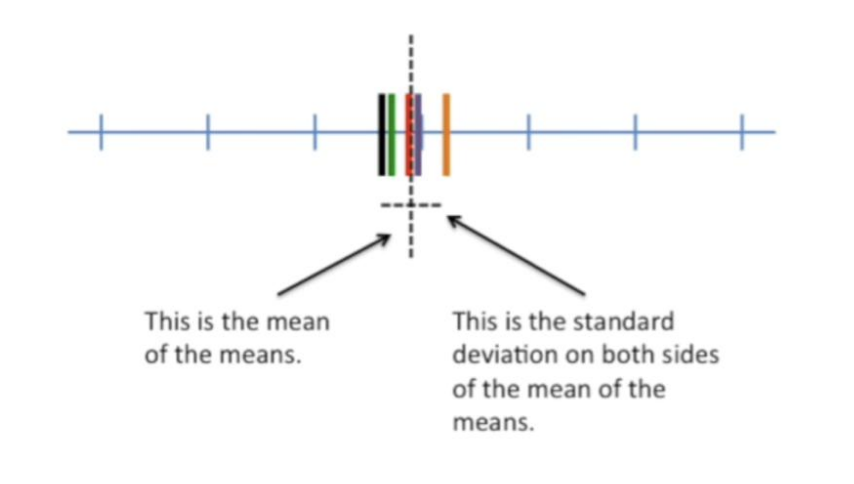 This is the mean
of the means.
This is the standard
deviation on both sides
of the mean of the
means.